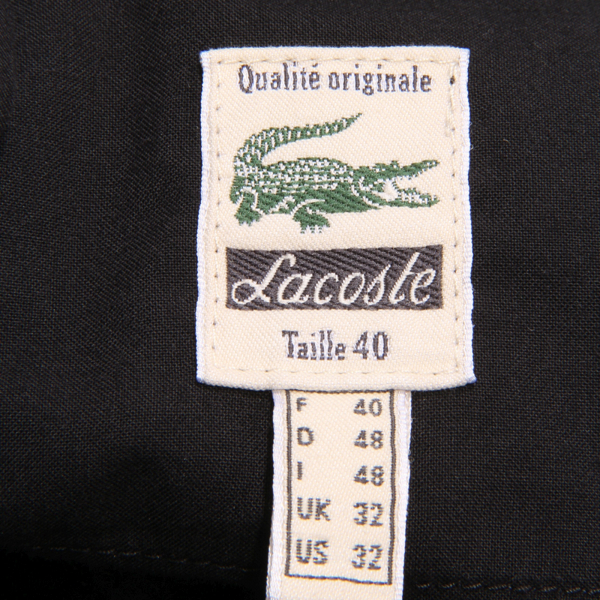 Qualité originale
Lacoste
Taille 40
F 40
D 48
I 48
UK 32
US 32